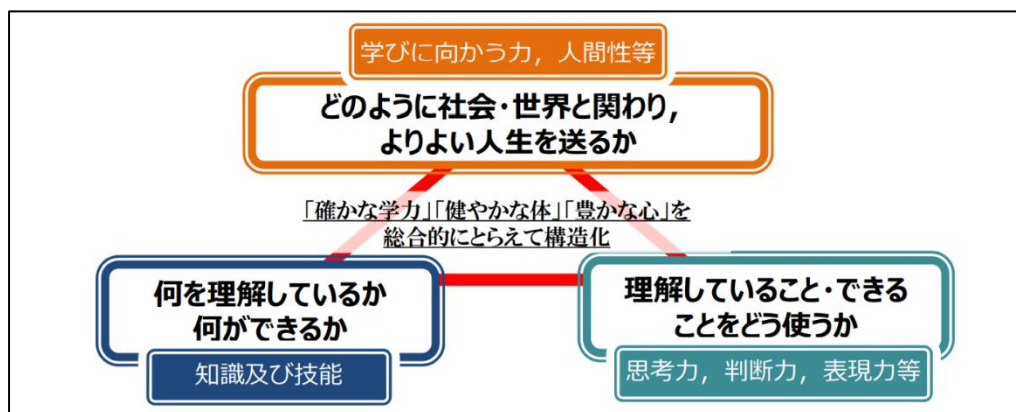 学びに向かう力，人間性等
どのように社会・世界と関わり，
よりよい人生を送るか
「確かな学力」「健やかな体」「豊かな心」を
総合的にとらえて構造化
何を理解しているか
何ができるか
知識及び技能
理解していること・できる
ことをどう使うか
思考力，判断力，表現力等